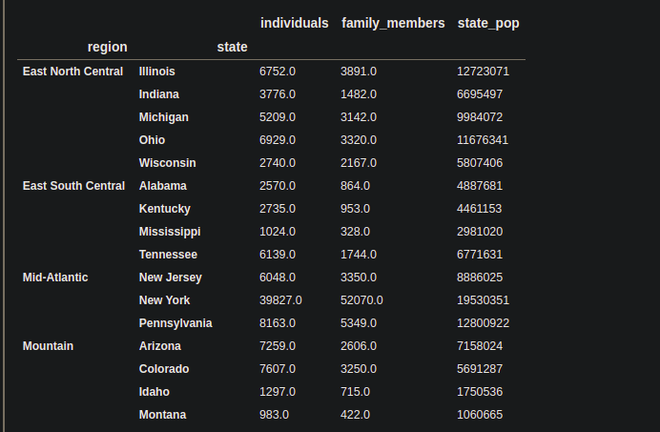 individuals family_members state_pop
region state
East North Central Illinois 6752.0 3891.0 12723071
Indiana 3776.0 1482.0 6695497
Michigan 5209.0 3142.0 9984072
Ohio 6929.0 3320.0 11676341
Wisconsin 2740.0 2167.0 5807406
East South Central Alabama 2570.0 864.0 4887681
Kentucky 2735.0 953.0 4461153
Mississippi 1024.0 328.0 2981020
Tennessee 6139.0 1744.0 6771631
Mid-Atlantic New Jersey 6048.0 3350.0 8886025
New York 39827.0 52070.0 19530351
Pennsylvania 8163.0 5349.0 12800922
Mountain Arizona 7259.0 2606.0 7158024
Colorado 7607.0 3250.0 5691287
Idaho 1297.0 715.0 1750536
Montana 983.0 422.0 1060665